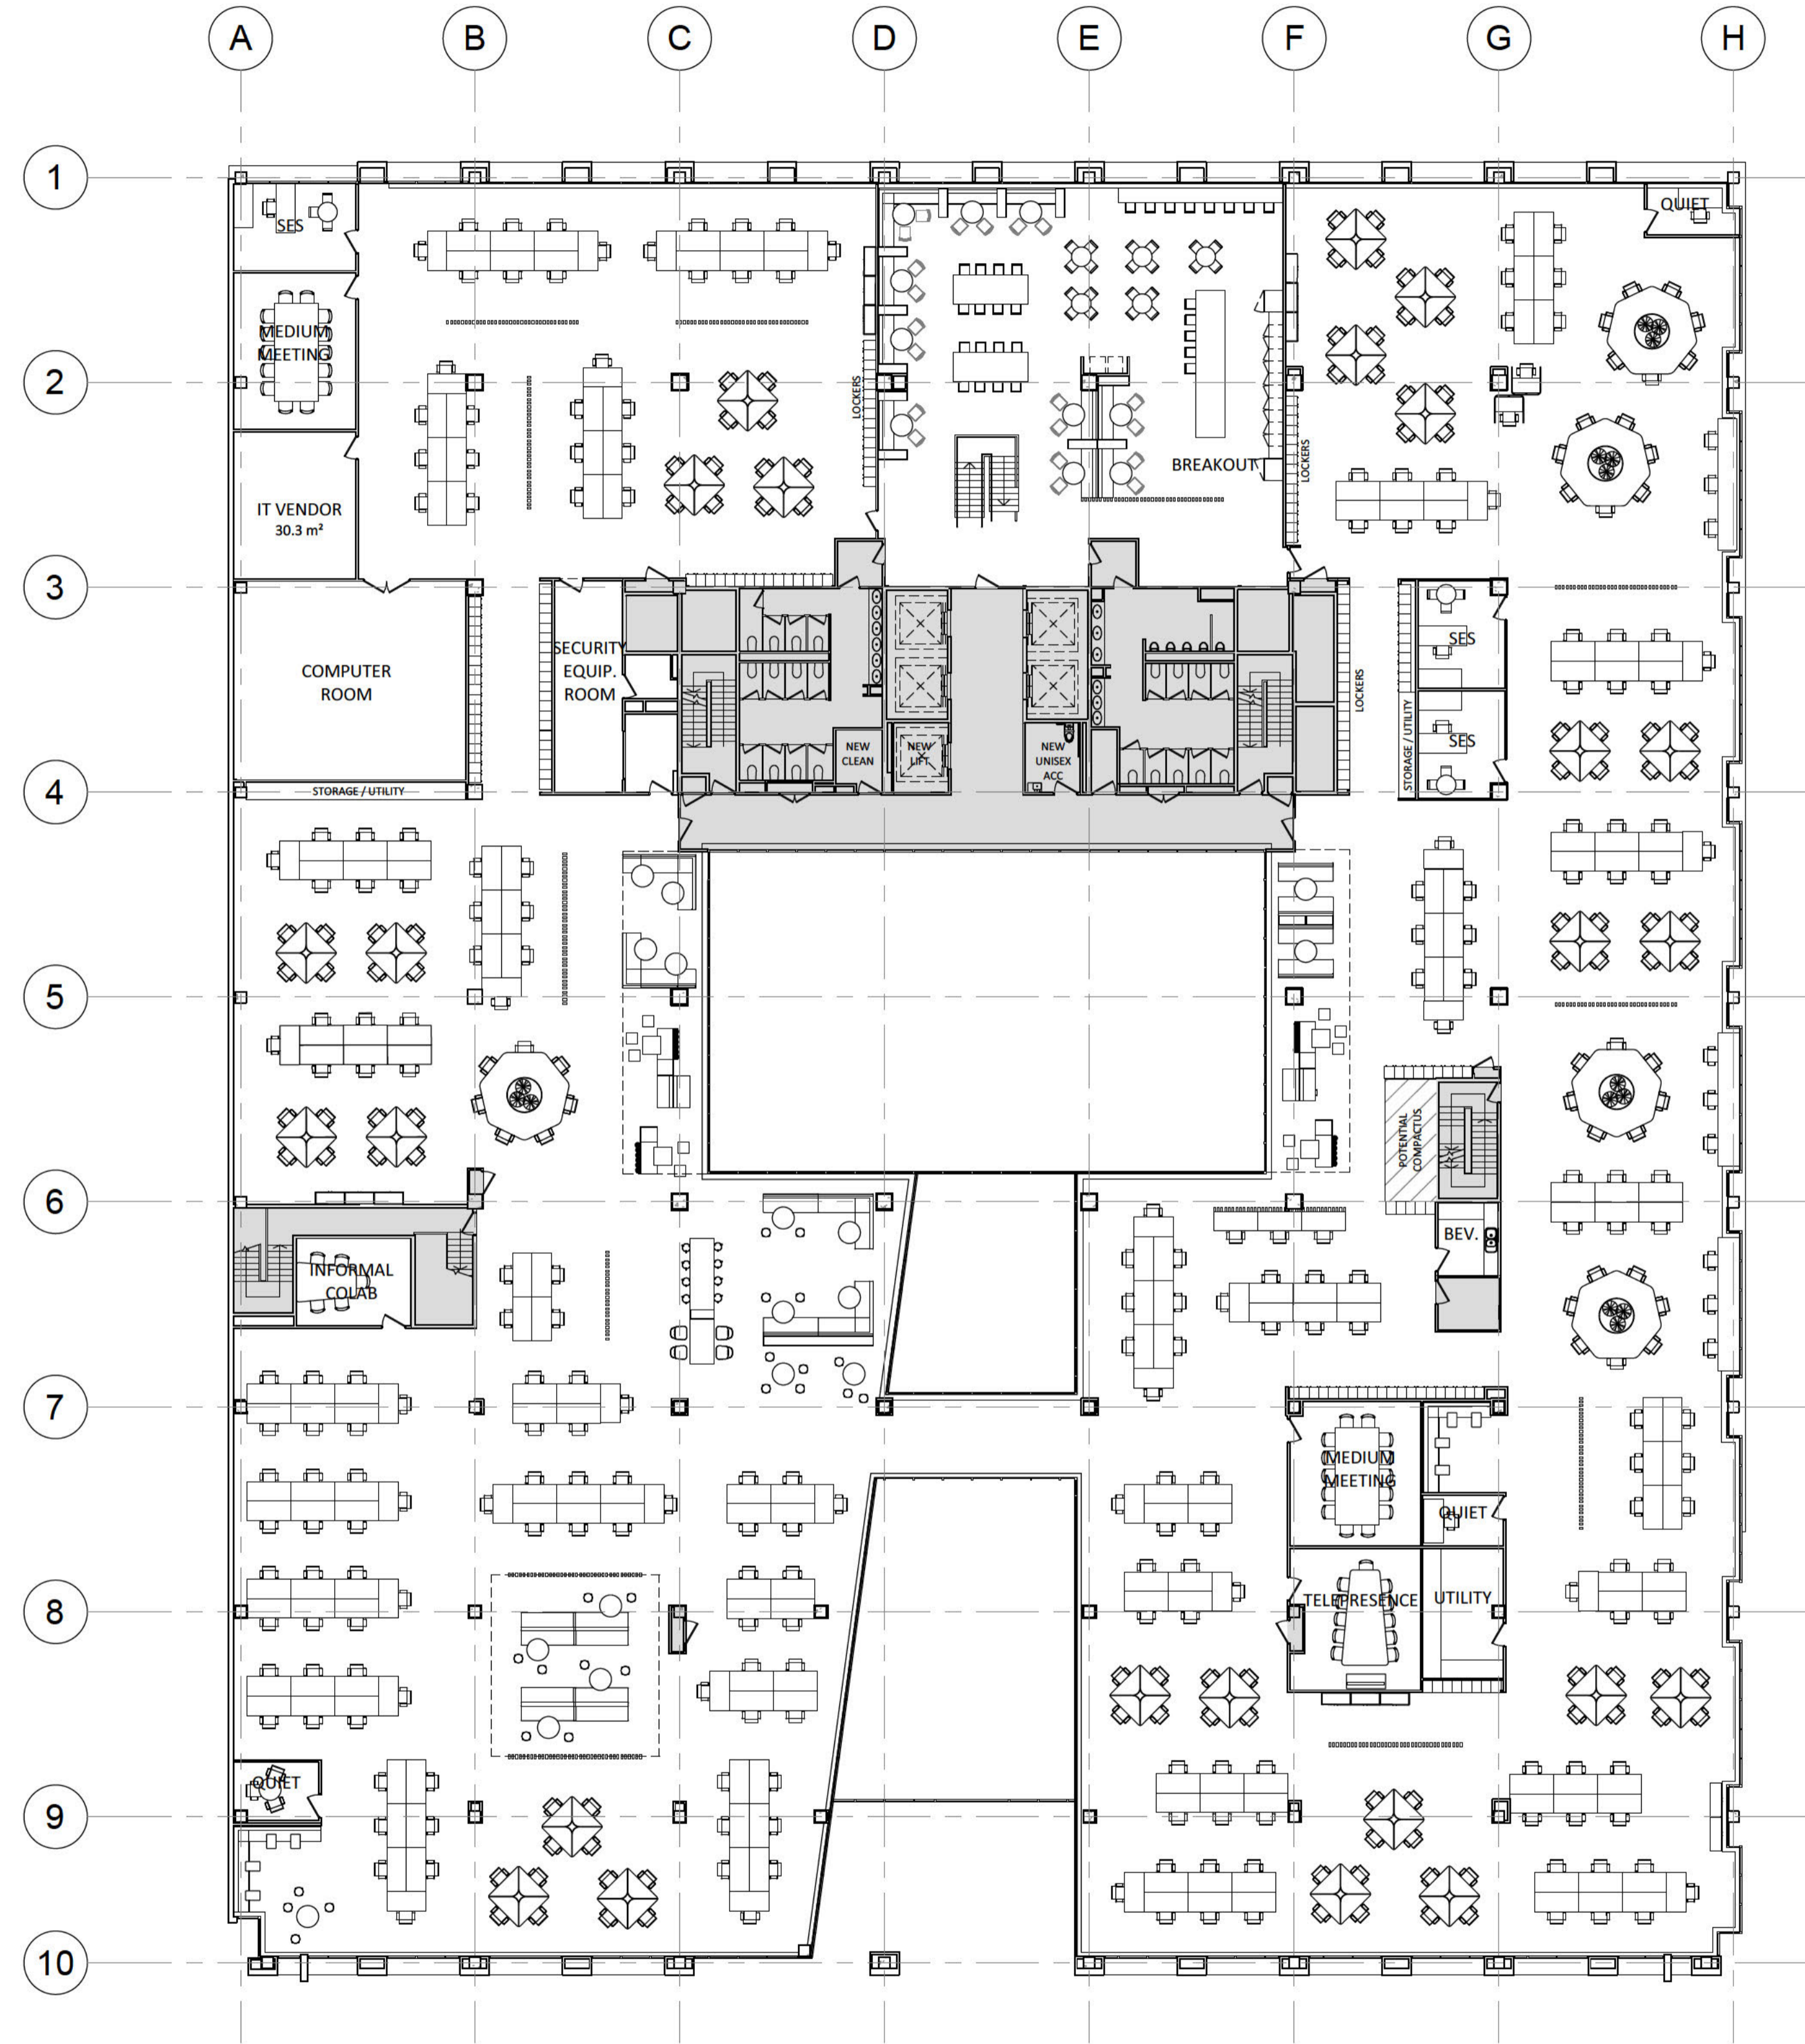 A
B
C
D
E
F
G
H
1
SES
QUIET
MEDIUM
MEETING
2
LOCKERS
LOCKERS
BREAKOUT
IT VENDOR
30.3 m²
3
COMPUTER
ROOM
SECURITY
EQUIP.
ROOM
SES
LOCKERS
STORAGE / UTILITY
SES
NEW
CLEAN
NEW
LIFT
NEW
UNISEX
ACC
4
STORAGE / UTILITY
5
POTENTIAL
COMPACTUS
6
BEV.
INFORMAL
COLAB
7
MEDIUM
MEETING
QUIET
8
TELEPRESENCE
UTILITY
QUIET
9
10